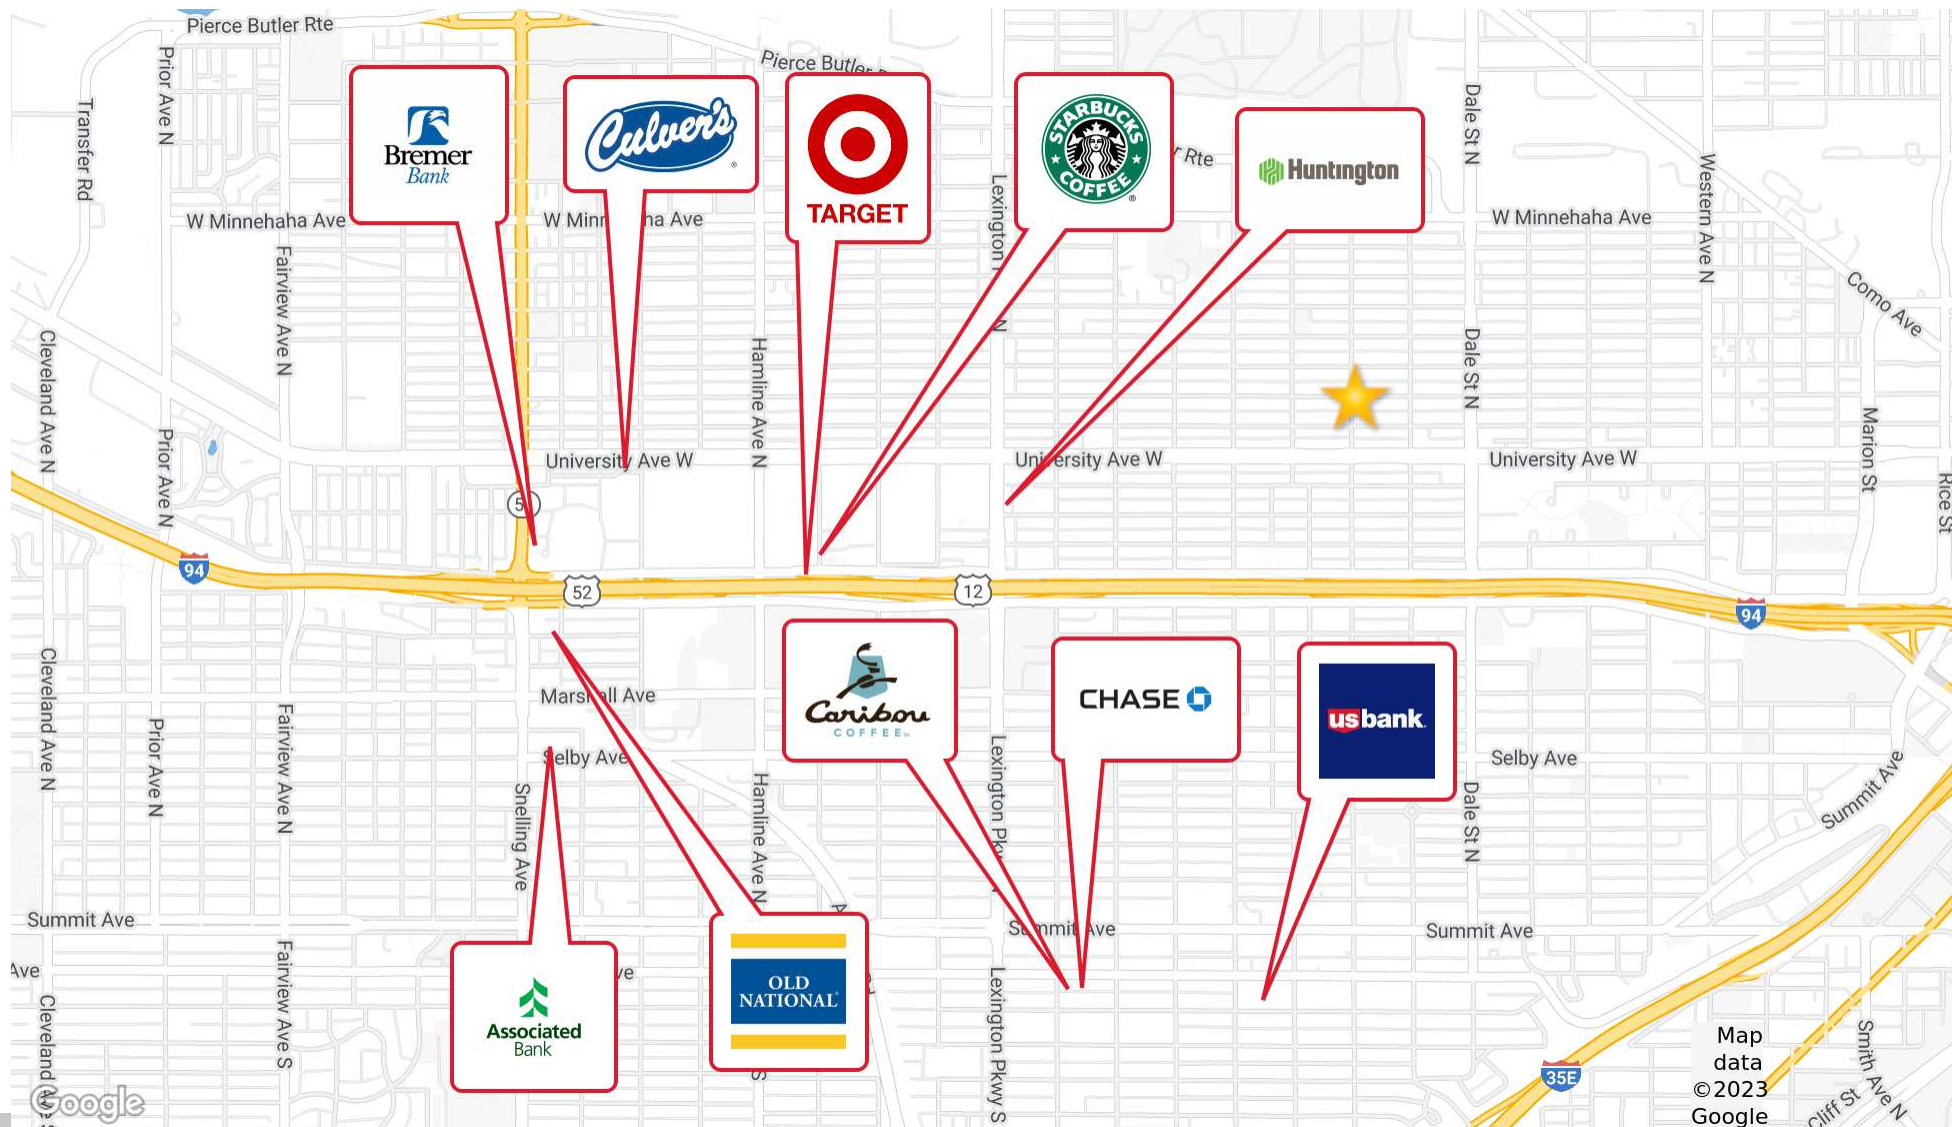 Pierce Butler Rte
Pierce Butler
Prior Ave N
Transfer Rd
Bremer
Bank
Culver's
TARGET
STARBUCKS
COFFEE
r Rte
Huntington
Dale St N
Western Ave N
W Minnehaha Ave
W Minn
ha Ave
Lexington
N
W Minnehaha Ave
Fairview Ave N
Como Ave
Cleveland Ave N
Hamline Ave N
Dale St N
Prior Ave N
University Ave W
University Ave W
University Ave W
Marion St
Rice St
5
94
52
12
94
Cleveland Ave N
Prior Ave N
Fairview Ave N
Marshall Ave
Selby Ave
Snelling Ave
Hamline Ave N
Caribou
COFFEE
CHASE
usbank.
Lexington Pkw
Selby Ave
Dale St N
Summit Ave
Summit Ave
Summit Ave
Summit Ave
A
Ave
ve
Associated
Bank
OLD
NATIONAL
S
Cleveland Ave S
Fairview Ave S
Lexington Pkwy S
35E
Smith Ave N
Cliff St
Google
Map
data
©2023
Google